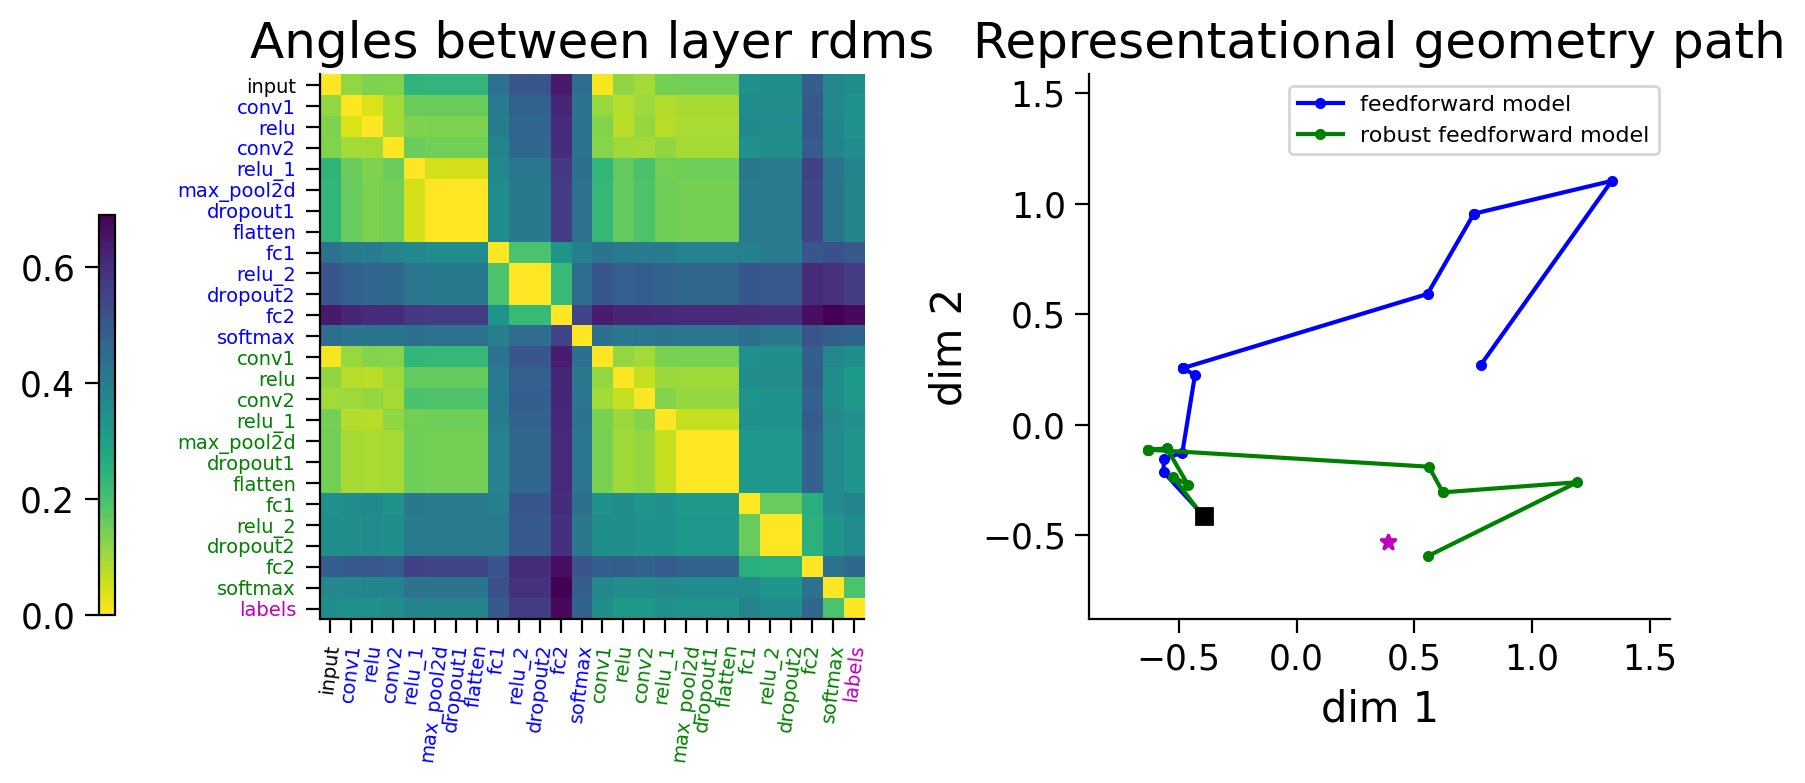 Angles between layer rdms
0.6
0.4
0.2
0.0
input
conv1
relu
conv2
relu_1
max_pool2d
dropout1
flatten
fc1
relu_2
dropout2
fc2
softmax
conv1
relu
conv2
relu_1
max_pool2d
dropout1
flatten
fc1
relu_2
dropout2
fc2
softmax
labels
input
conv1
relu
conv2
relu_1
max_pool2d
dropout1
flatten
fc1
relu_2
dropout2
fc2
softmax
conv1
relu
conv2
relu_1
max_pool2d
dropout1
flatten
fc1
relu_2
dropout2
fc2
softmax
labels
Representational geometry path
feedforward model
robust feedforward model
dim 2
1.5
1.0
0.5
0.0
−0.5
−0.5
0.0
0.5
1.0
1.5
dim 1